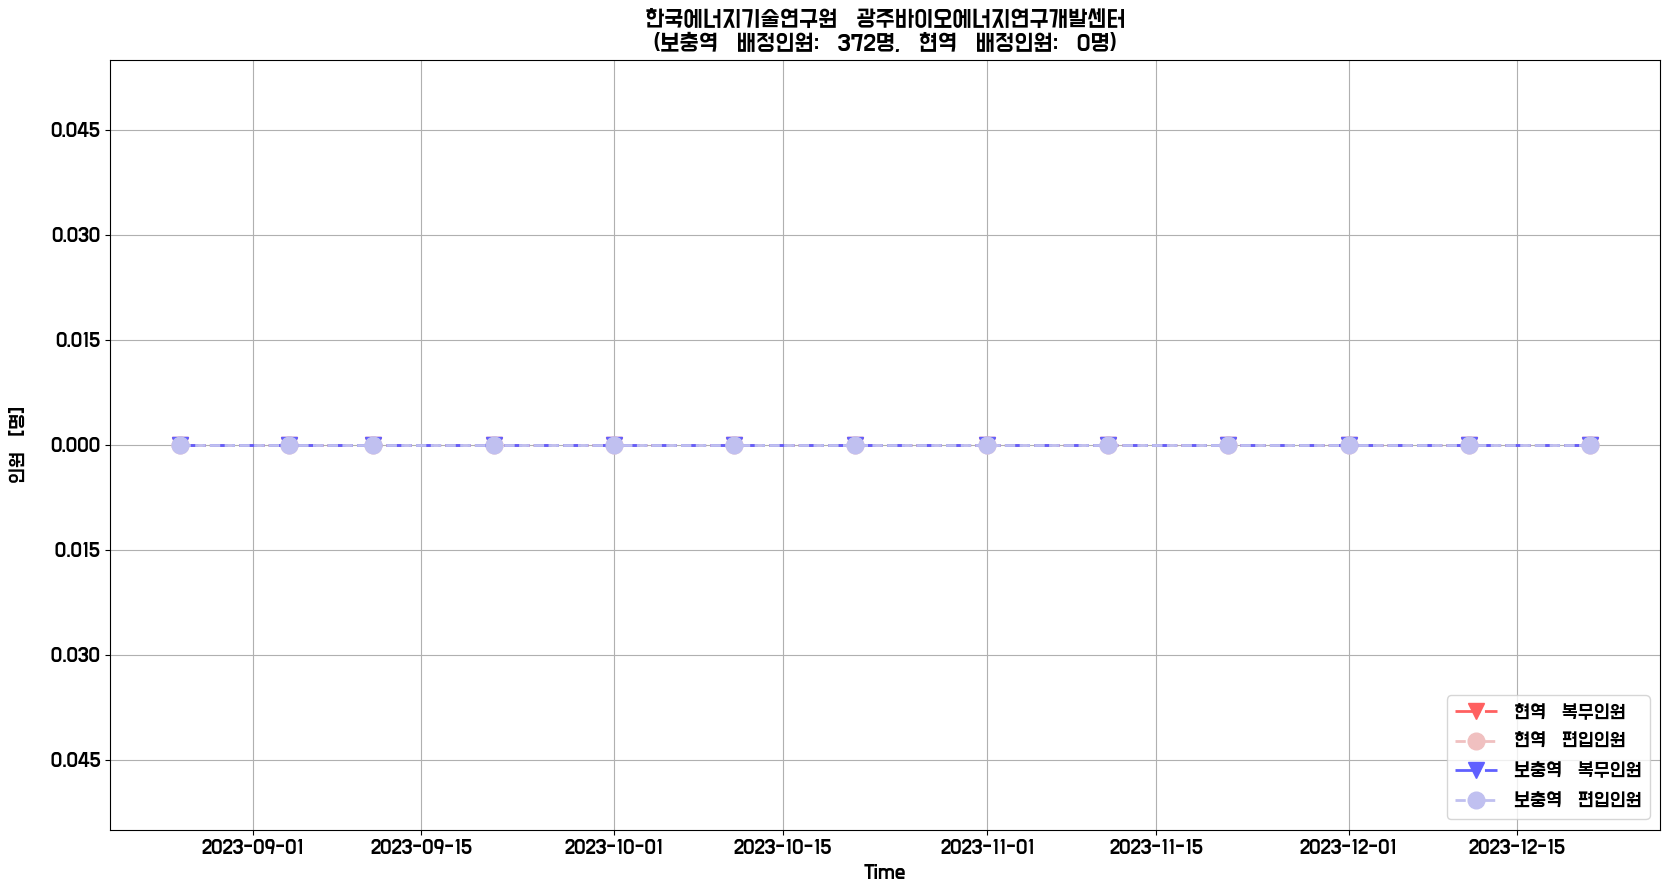 한국에너지기술연구원 광주바이오에너지연구개발센터
(보충역 배정인원: 372명, 현역 배정인원: 0명)
0.045
0.030
0.015
0.000
0.015
0.030
0.045
인원 [명]
현역 복무인원
현역 편입인원
보충역 복무인원
보충역 편입인원
2023-09-01 2023-09-15 2023-10-01 2023-10-15 2023-11-01 2023-11-15 2023-12-01 2023-12-15
Time